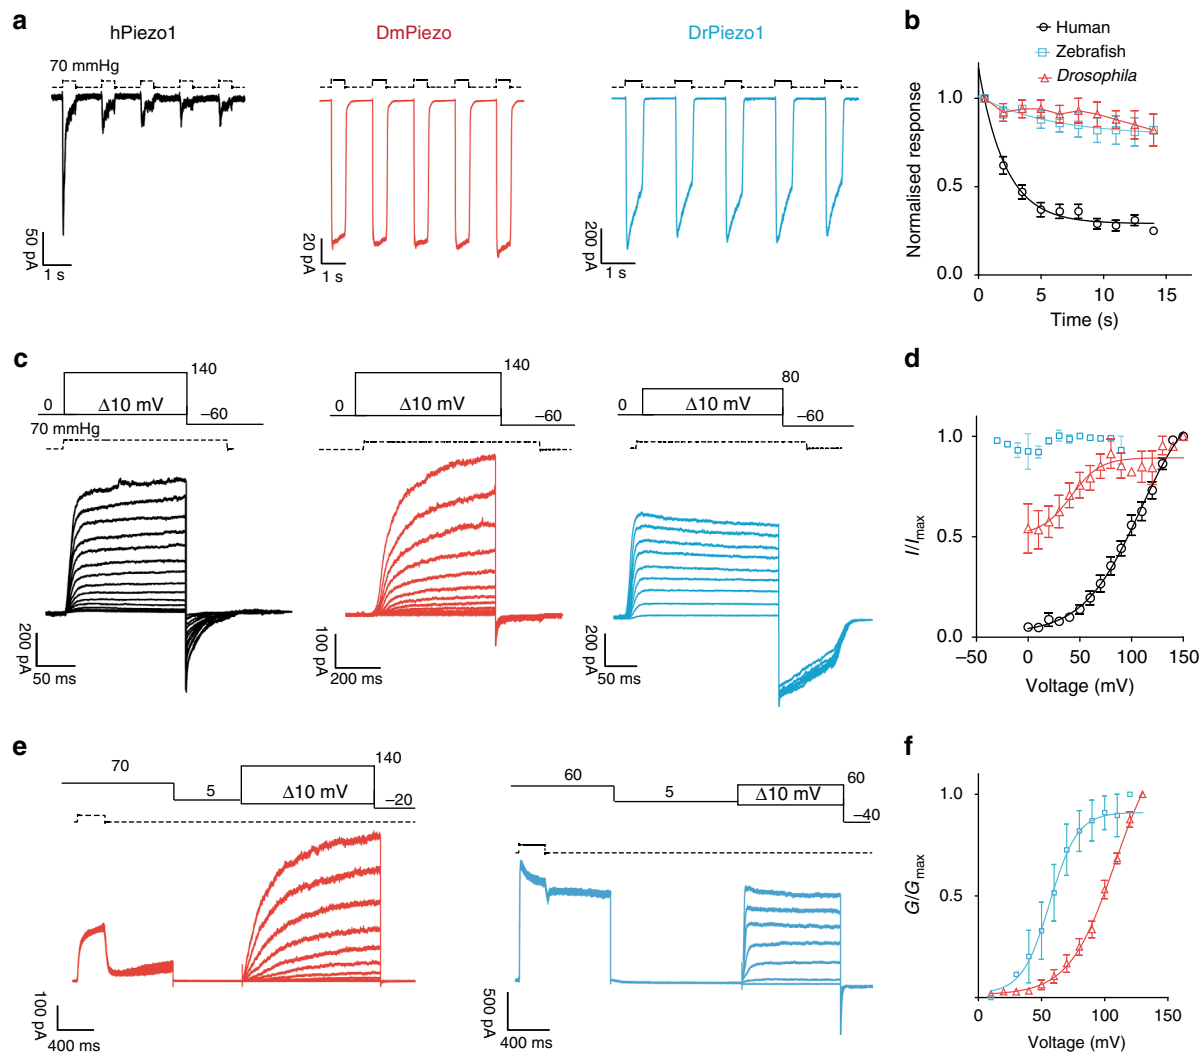 a
hPiezo1
DmPiezo
DrPiezo1
70 mmHg
50 pA
1 s
20 pA
1 s
200 pA
1 s
b
Human
Zebrafish
Drosophila
Normalised response
1.0
0.5
0.0
0
5
10
15
Time (s)
c
0
Δ10 mV
140
−60
70 mmHg
200 pA
50 ms
0
Δ10 mV
140
−60
100 pA
200 ms
0
Δ10 mV
80
−60
200 pA
50 ms
d
I/Imax
1.0
0.5
0.0
−50
0
50
100
150
Voltage (mV)
e
70
5
Δ10 mV
140
−20
100 pA
400 ms
60
5
Δ10 mV
60
−40
500 pA
400 ms
f
G/Gmax
1.0
0.5
0
50
100
150
Voltage (mV)